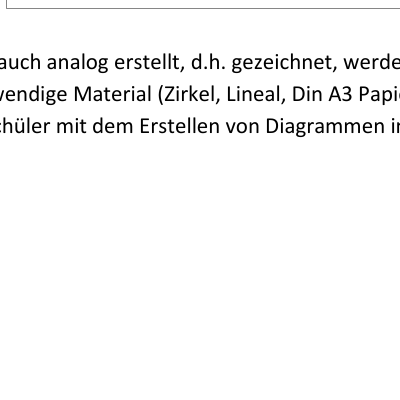 auch analog erstellt, d.h. gezeichnet, werde
wendige Material (Zirkel, Lineal, Din A3 Papi
chüler mit dem Erstellen von Diagrammen i